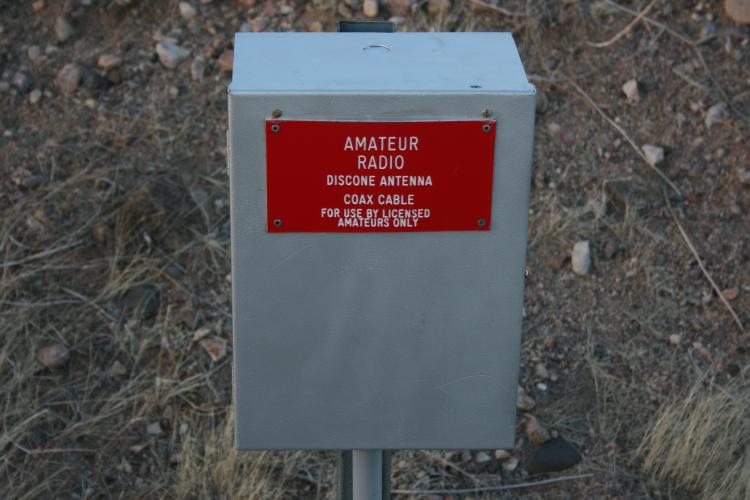 AMATEUR
RADIO
DISCONE ANTENNA
COAX CABLE
FOR USE BY LICENSED
AMATEURS ONLY